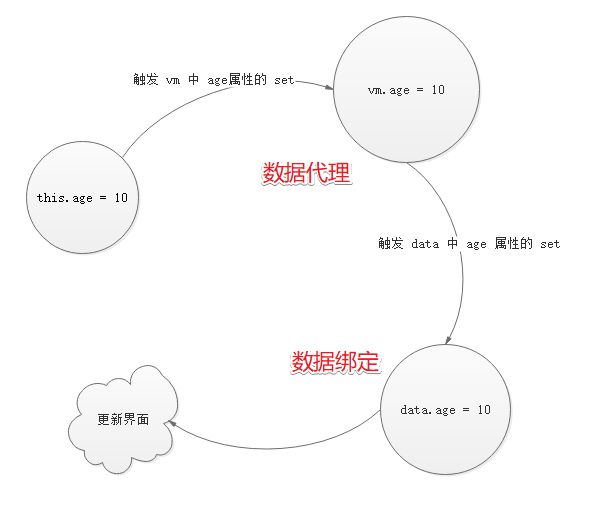 触发 vm 中 age属性的 set
vm.age = 10
数据代理
this.age = 10
触发 data 中 age 属性的 set
数据绑定
data.age = 10
更新界面